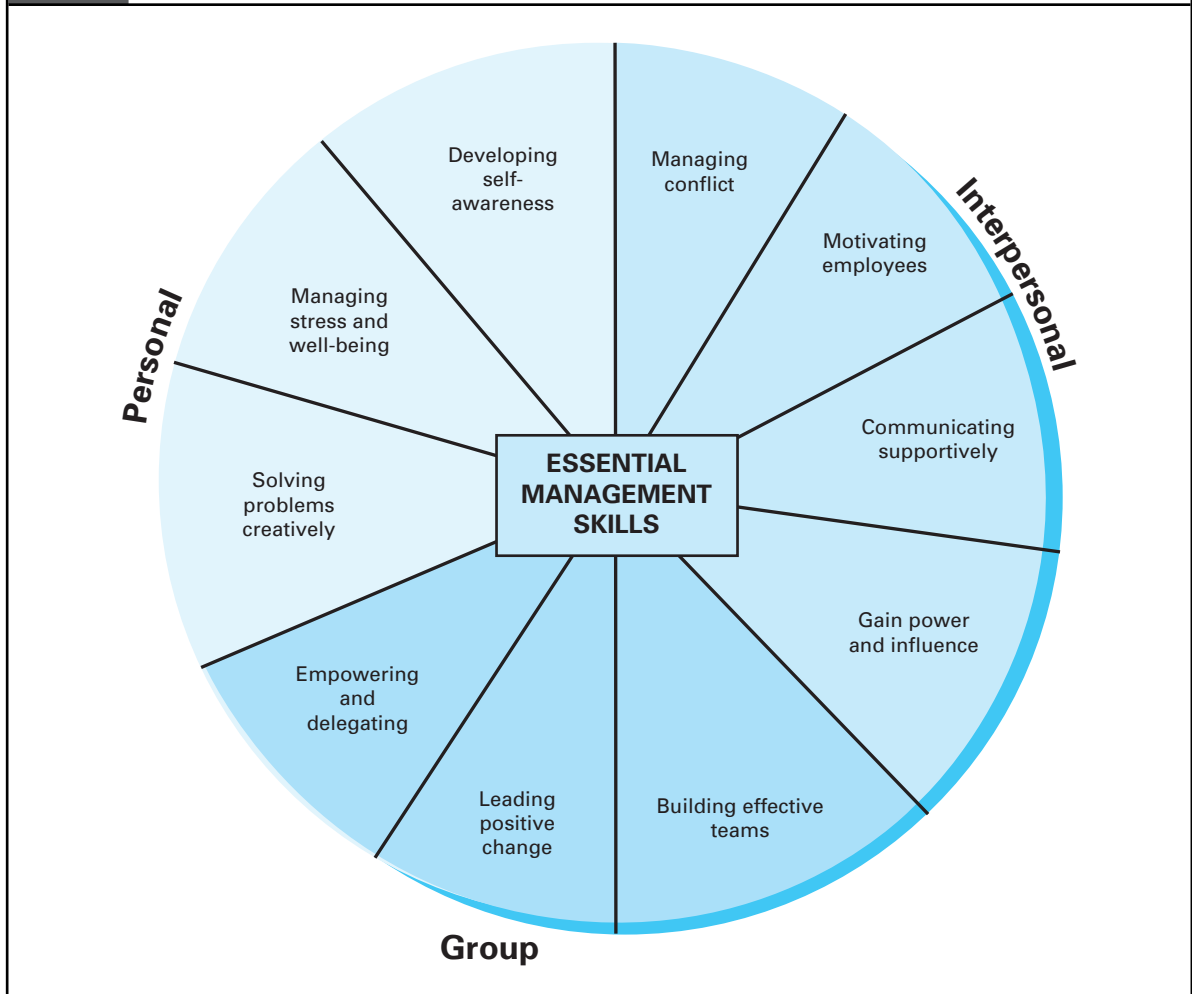 Developing
self-
awareness
Managing
conflict
Motivating
employees
Interpersonal
Managing
stress and
well-being
Personal
Communicating
supportively
ESSENTIAL
MANAGEMENT
SKILLS
Solving
problems
creatively
Gain power
and influence
Empowering
and
delegating
Leading
positive
change
Building effective
teams
Group